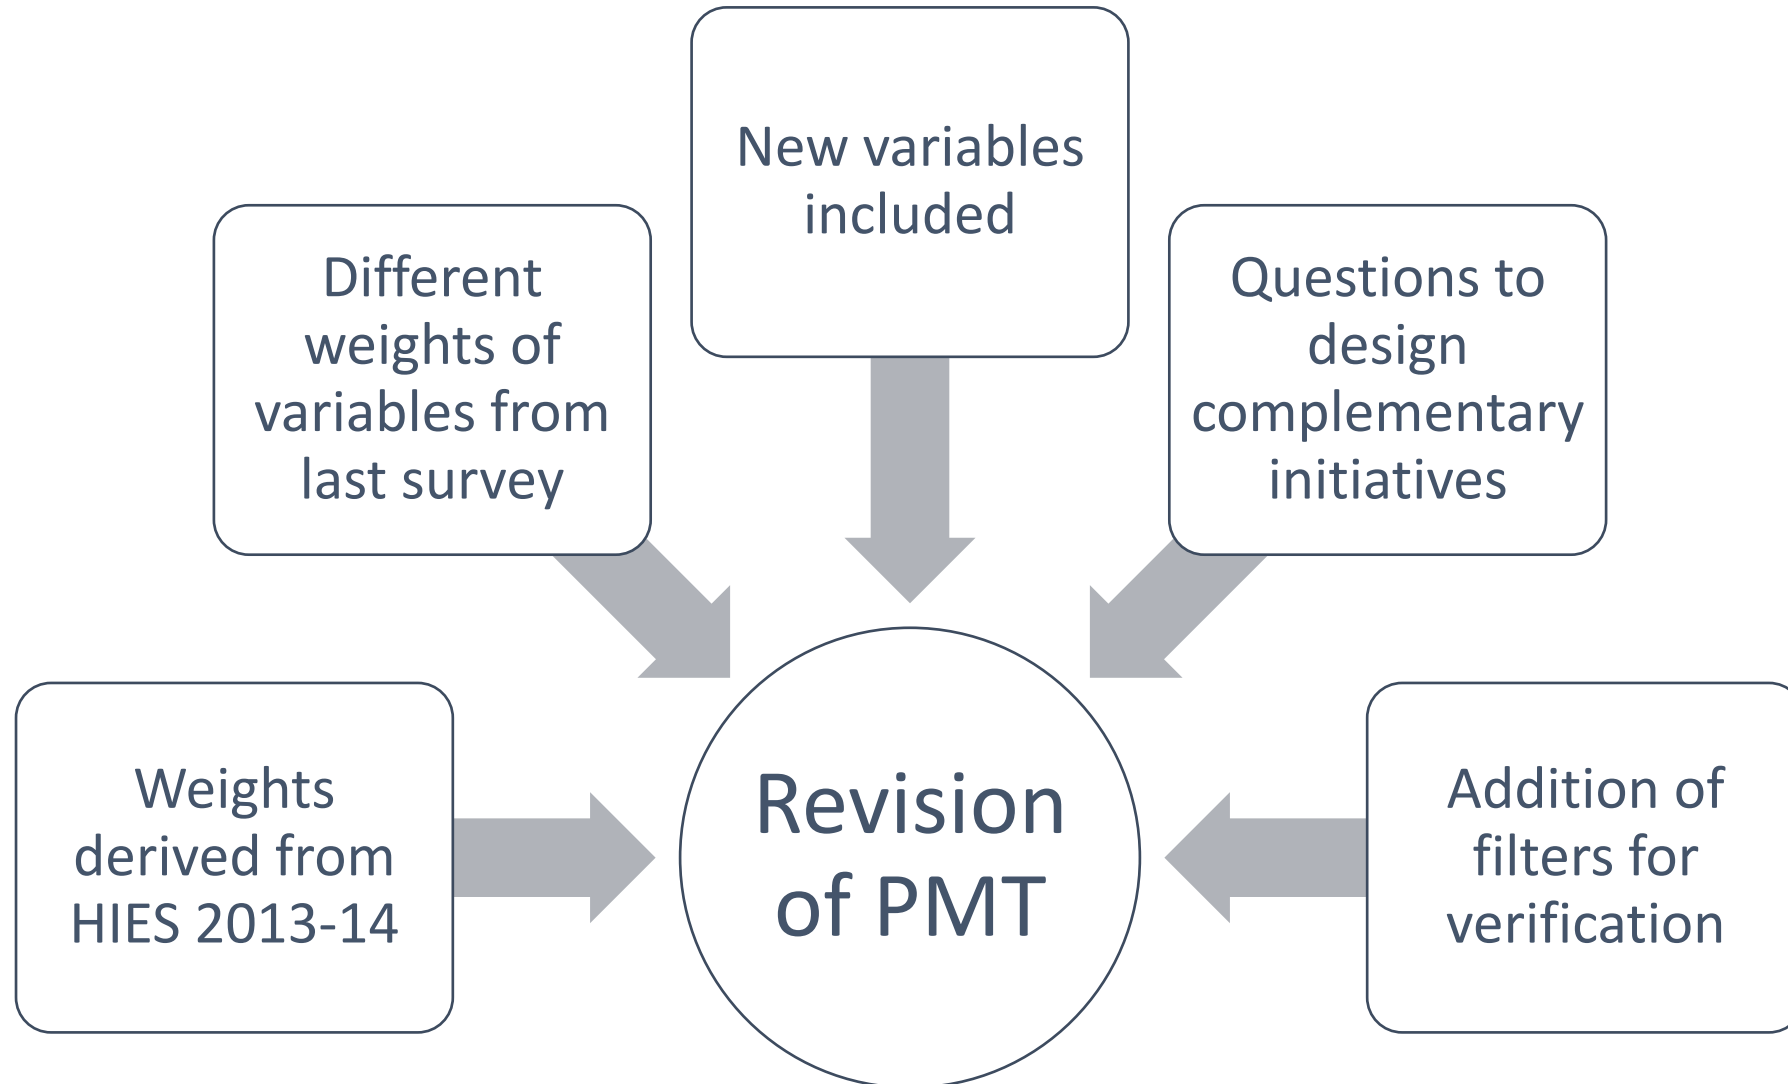 New variables
included
Different
weights of
variables from
last survey
Questions to
design
complementary
initiatives
Weights
derived from
HIES 2013-14
Revision
of PMT
Addition of
filters for
verification